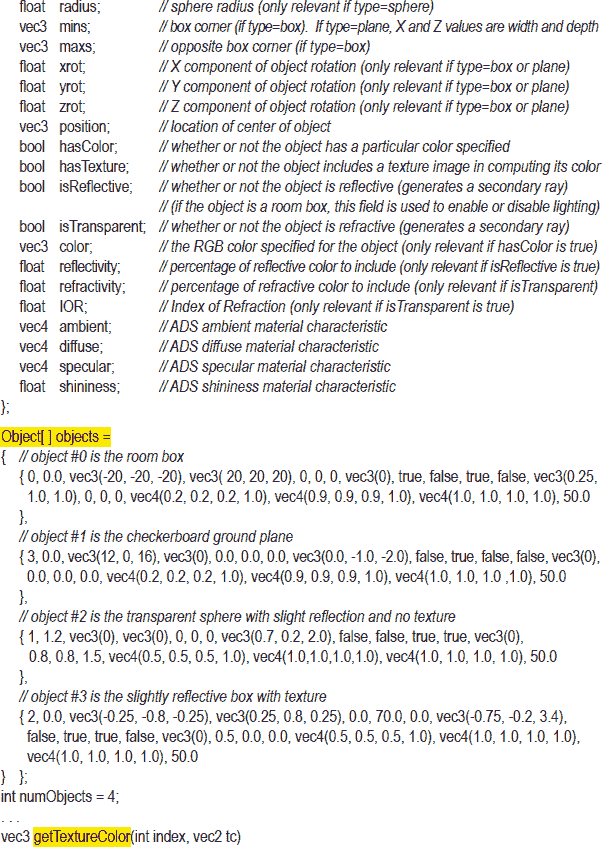 float radius; // sphere radius (only relevant if type=sphere)
vec3 mins; // box corner (if type=box). If type=plane, X and Z values are width and depth
vec3 maxs; // opposite box corner (if type=box)
float xrot; // X component of object rotation (only relevant if type=box or plane)
float yrot; // Y component of object rotation (only relevant if type=box or plane)
float zrot; // Z component of object rotation (only relevant if type=box or plane)
vec3 position; // location of center of object
bool hasColor; // whether or not the object has a particular color specified
bool hasTexture; // whether or not the object includes a texture image in computing its color
bool isReflective; // whether or not the object is reflective (generates a secondary ray)
// (if the object is a room box, this field is used to enable or disable lighting)
bool isTransparent; // whether or not the object is refractive (generates a secondary ray)
vec3 color; // the RGB color specified for the object (only relevant if hasColor is true)
float reflectivity; // percentage of reflective color to include (only relevant if isReflective is true)
float refractivity; // percentage of refractive color to include (only relevant if isTransparent)
float IOR; // Index of Refraction (only relevant if isTransparent is true)
vec4 ambient; // ADS ambient material characteristic
vec4 diffuse; // ADS diffuse material characteristic
vec4 specular; // ADS specular material characteristic
float shininess; // ADS shininess material characteristic
};
Object[ ] objects =
{ // object #0 is the room box
{ 0, 0.0, vec3(-20, -20, -20), vec3( 20, 20, 20), 0, 0, 0, vec3(0), true, false, true, false, vec3(0.25,
1.0, 1.0), 0, 0, 0, vec4(0.2, 0.2, 0.2, 1.0), vec4(0.9, 0.9, 0.9, 1.0), vec4(1.0, 1.0, 1.0, 1.0), 50.0
},
// object #1 is the checkerboard ground plane
{ 3, 0.0, vec3(12, 0, 16), vec3(0), 0.0, 0.0, 0.0, vec3(0.0, -1.0, -2.0), false, true, false, false, vec3(0),
0.0, 0.0, 0.0, vec4(0.2, 0.2, 0.2, 1.0), vec4(0.9, 0.9, 0.9, 1.0), vec4(1.0, 1.0, 1.0 ,1.0), 50.0
},
// object #2 is the transparent sphere with slight reflection and no texture
{ 1, 1.2, vec3(0), vec3(0), 0, 0, 0, vec3(0.7, 0.2, 2.0), false, false, true, true, vec3(0),
0.8, 0.8, 1.5, vec4(0.5, 0.5, 0.5, 1.0), vec4(1.0,1.0,1.0,1.0), vec4(1.0, 1.0, 1.0, 1.0), 50.0
},
// object #3 is the slightly reflective box with texture
{ 2, 0.0, vec3(-0.25, -0.8, -0.25), vec3(0.25, 0.8, 0.25), 0.0, 70.0, 0.0, vec3(-0.75, -0.2, 3.4),
false, true, true, false, vec3(0), 0.5, 0.0, 0.0, vec4(0.5, 0.5, 0.5, 1.0), vec4(1.0, 1.0, 1.0, 1.0),
vec4(1.0, 1.0, 1.0, 1.0), 50.0
} };
int numObjects = 4;
. . .
vec3 getTextureColor(int index, vec2 tc)